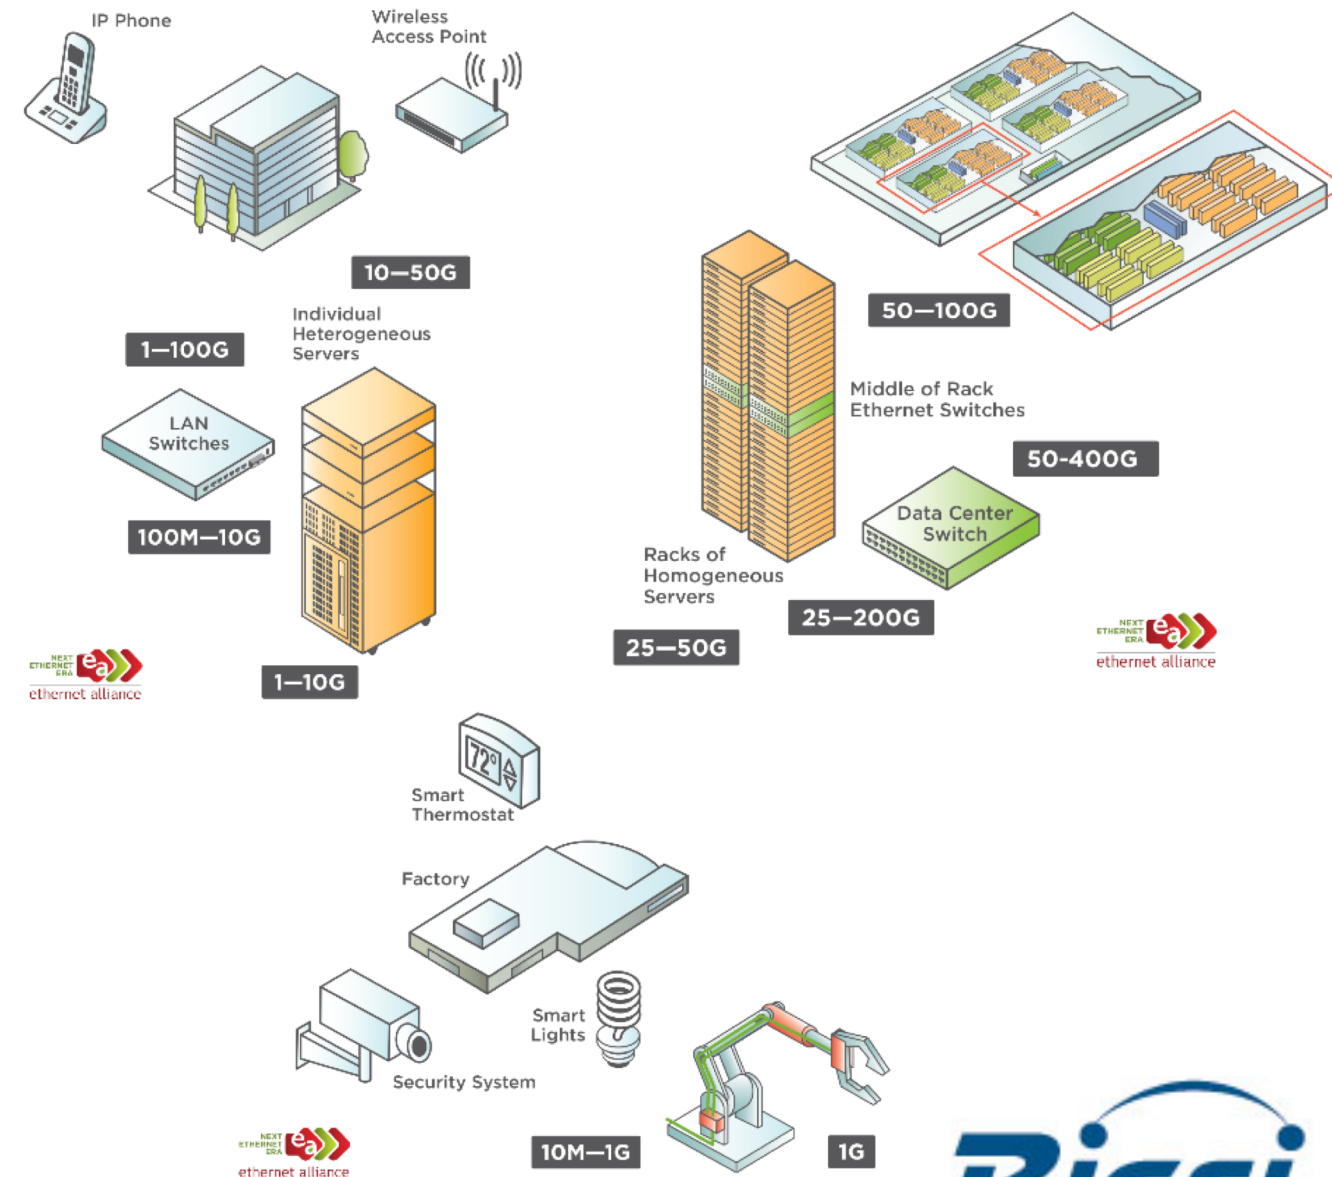 IP Phone
Wireless
Access Point
10—50G
Individual
Heterogeneous
Servers
1—100G
LAN
Switches
100M—10G
1—10G
NEXT
ETHERNET
ERA
ea
ethernet alliance
50—100G
Middle of Rack
Ethernet Switches
50-400G
Data Center
Switch
Racks of
Homogeneous
Servers
25—200G
25—50G
NEXT
ETHERNET
ERA
ea
ethernet alliance
72°
Smart
Thermostat
Factory
Smart
Lights
Security System
10M—1G
1G
NEXT
ETHERNET
ERA
ea
ethernet alliance